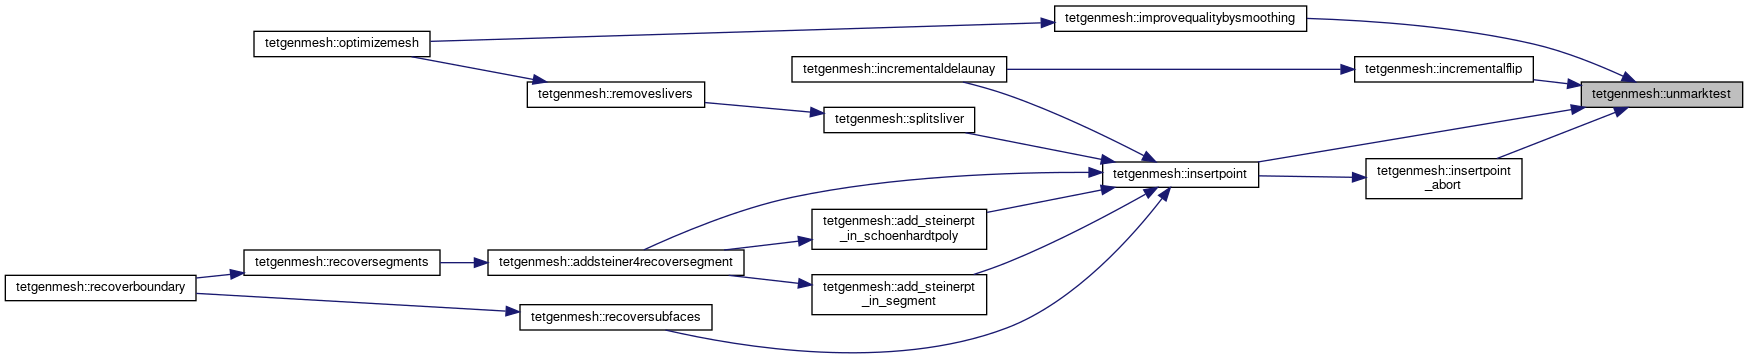 tetgenmesh::improvequalitybysmoothing
tetgenmesh::optimizemesh
tetgenmesh::incrementaldelaunay
tetgenmesh::incrementalflip
tetgenmesh::removeslivers
tetgenmesh::unmarktest
tetgenmesh::splitsliver
tetgenmesh::insertpoint
tetgenmesh::insertpoint
_abort
tetgenmesh::add_steinerpt
_in_schoenhardtpoly
tetgenmesh::recoversegments
tetgenmesh::addsteiner4recoversegment
tetgenmesh::recoverboundary
tetgenmesh::add_steinerpt
_in_segment
tetgenmesh::recoversubfaces